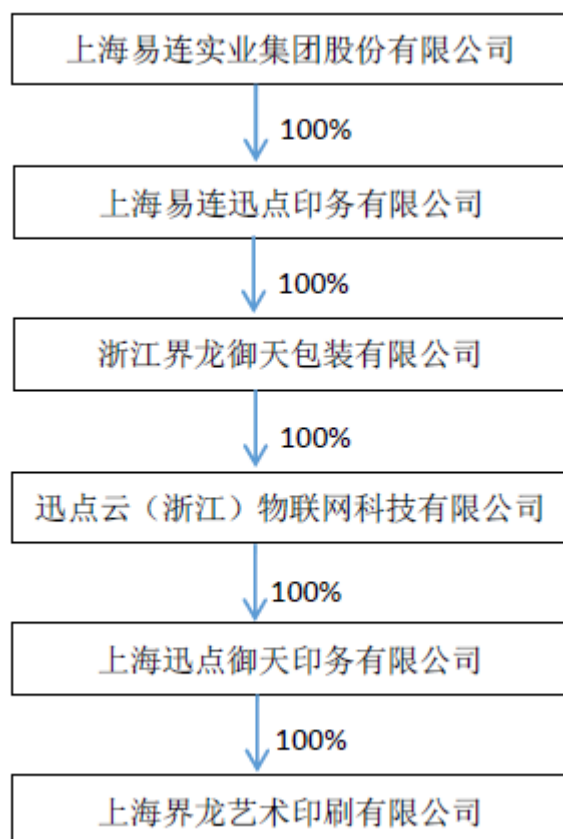 上海易连实业集团股份有限公司
100%
上海易连迅点印务有限公司
100%
浙江界龙御天包装有限公司
100%
迅点云（浙江）物联网科技有限公司
100%
上海迅点御天印务有限公司
100%
上海界龙艺术印刷有限公司